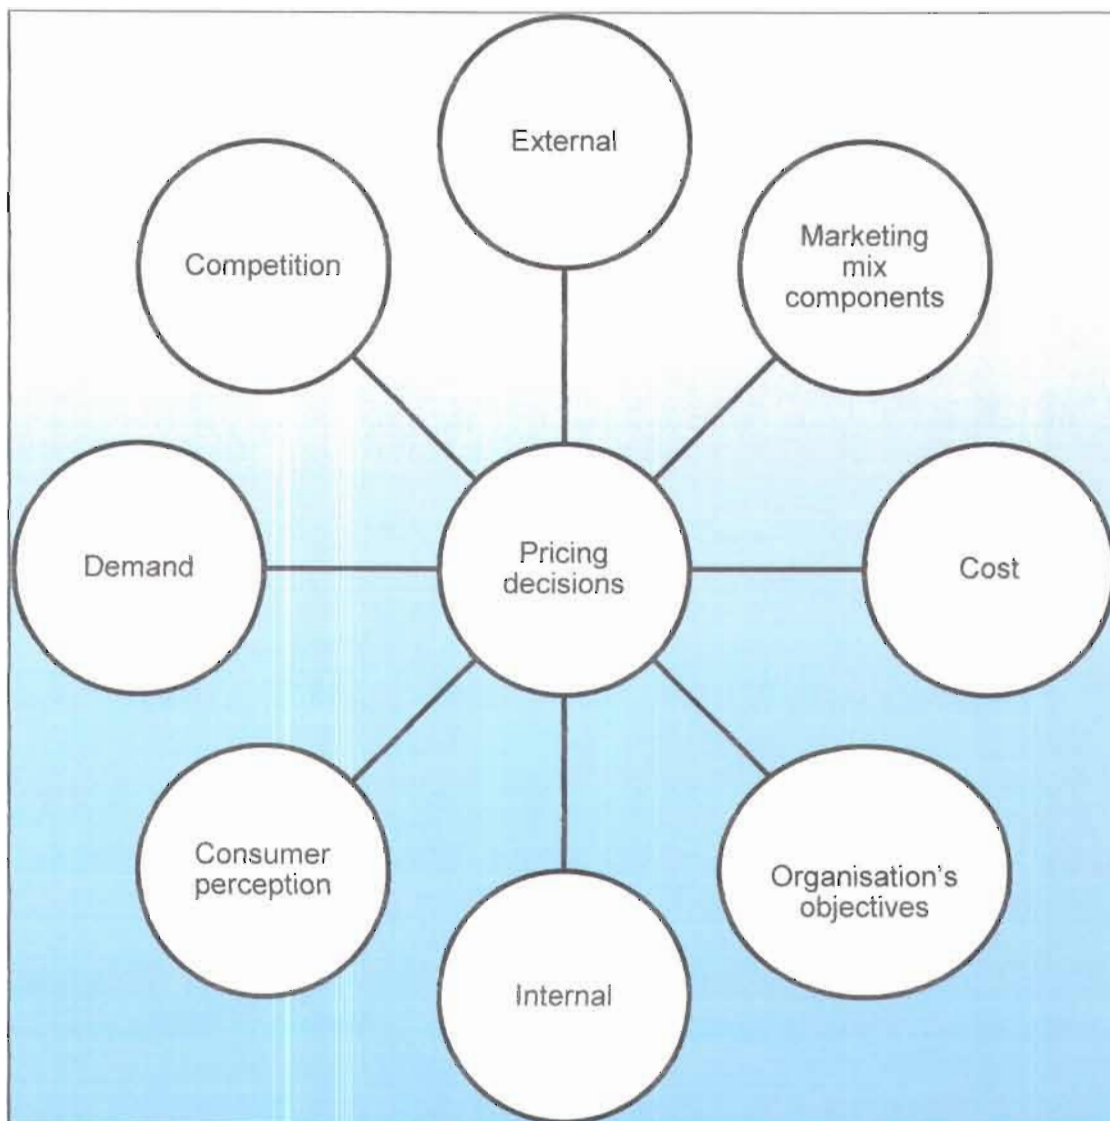 External
Competition
Marketing
mix
components
Demand
Pricing
decisions
Cost
Consumer
perception
Organisation's
objectives
Internal